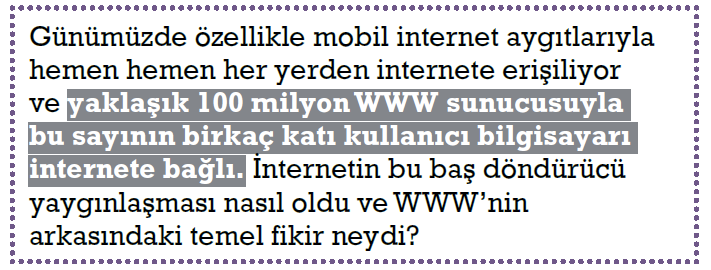 Günümüzde özellikle mobil internet aygıtlarıyla
hemen hemen her yerden internete erişiliyor
ve yaklaşık 100 milyon WWW sunucusuyla
bu sayının birkaç katı kullanıcı bilgisayarı
internete bağlı. İnternetin bu baş döndürücü
yaygınlaşması nasıl oldu ve WWW’nin
arkasındaki temel fikir neydi?